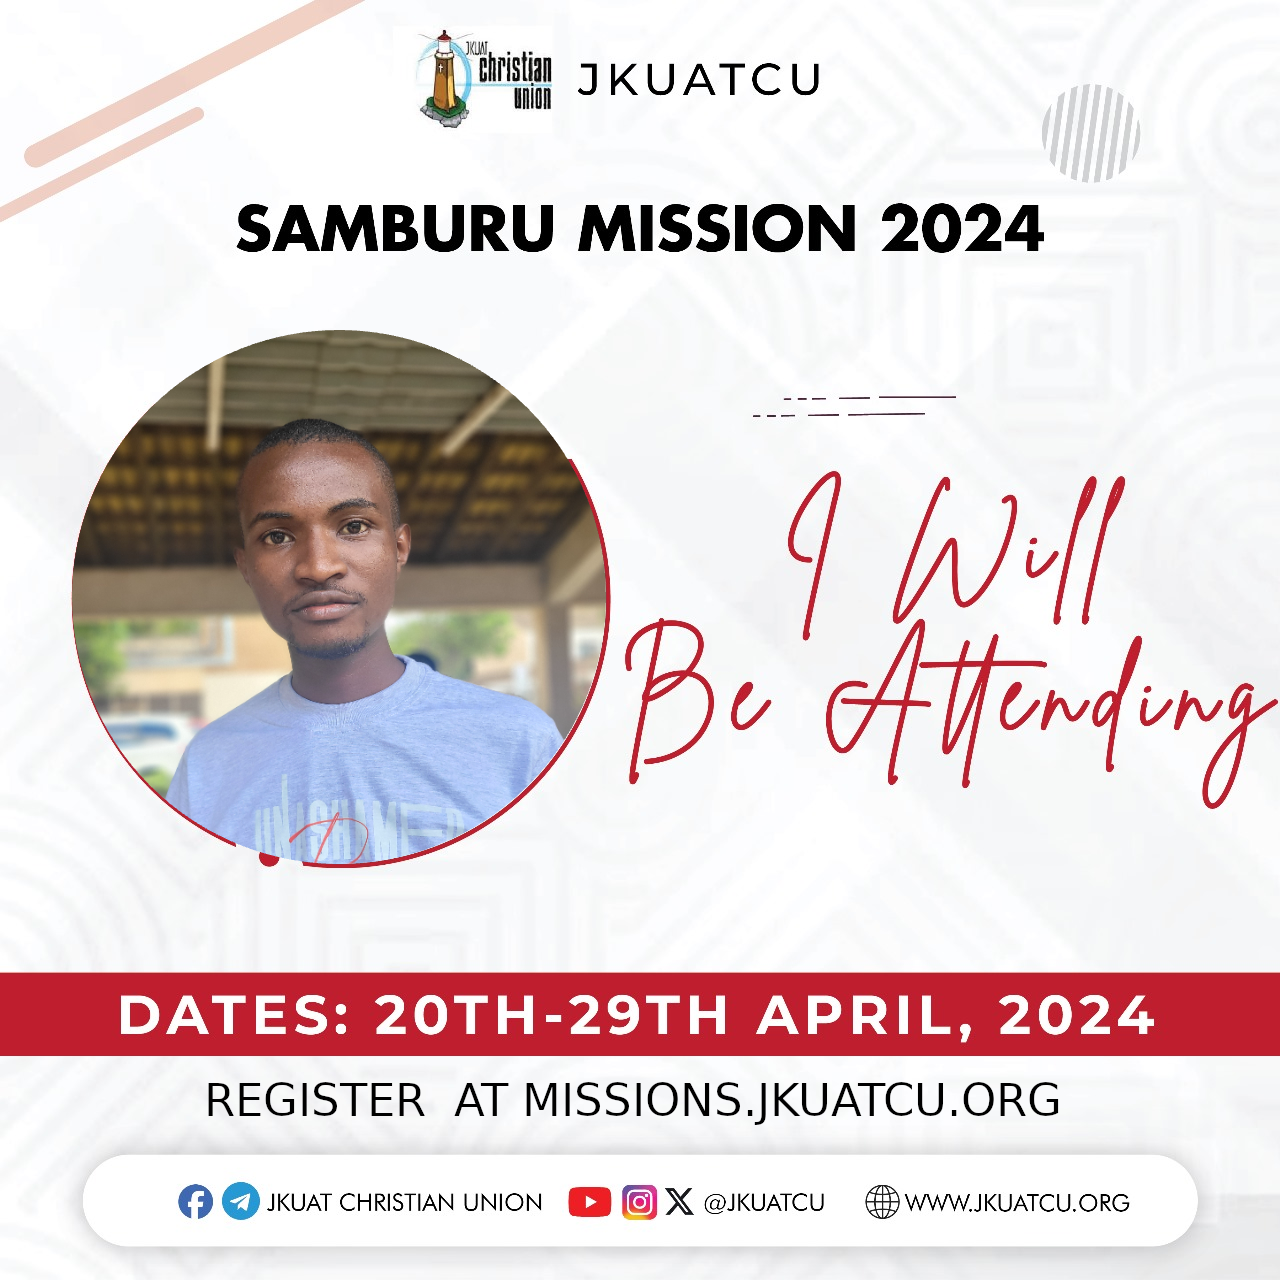 JKUAT
christian
union
JKUATCU
SAMBURU MISSION 2024
I Will
Be Attending
UNASHAMED
DATES: 20TH-29TH APRIL, 2024
REGISTER  AT MISSIONS.JKUATCU.ORG
JKUAT CHRISTIAN UNION @JKUATCU WWW.JKUATCU.ORG